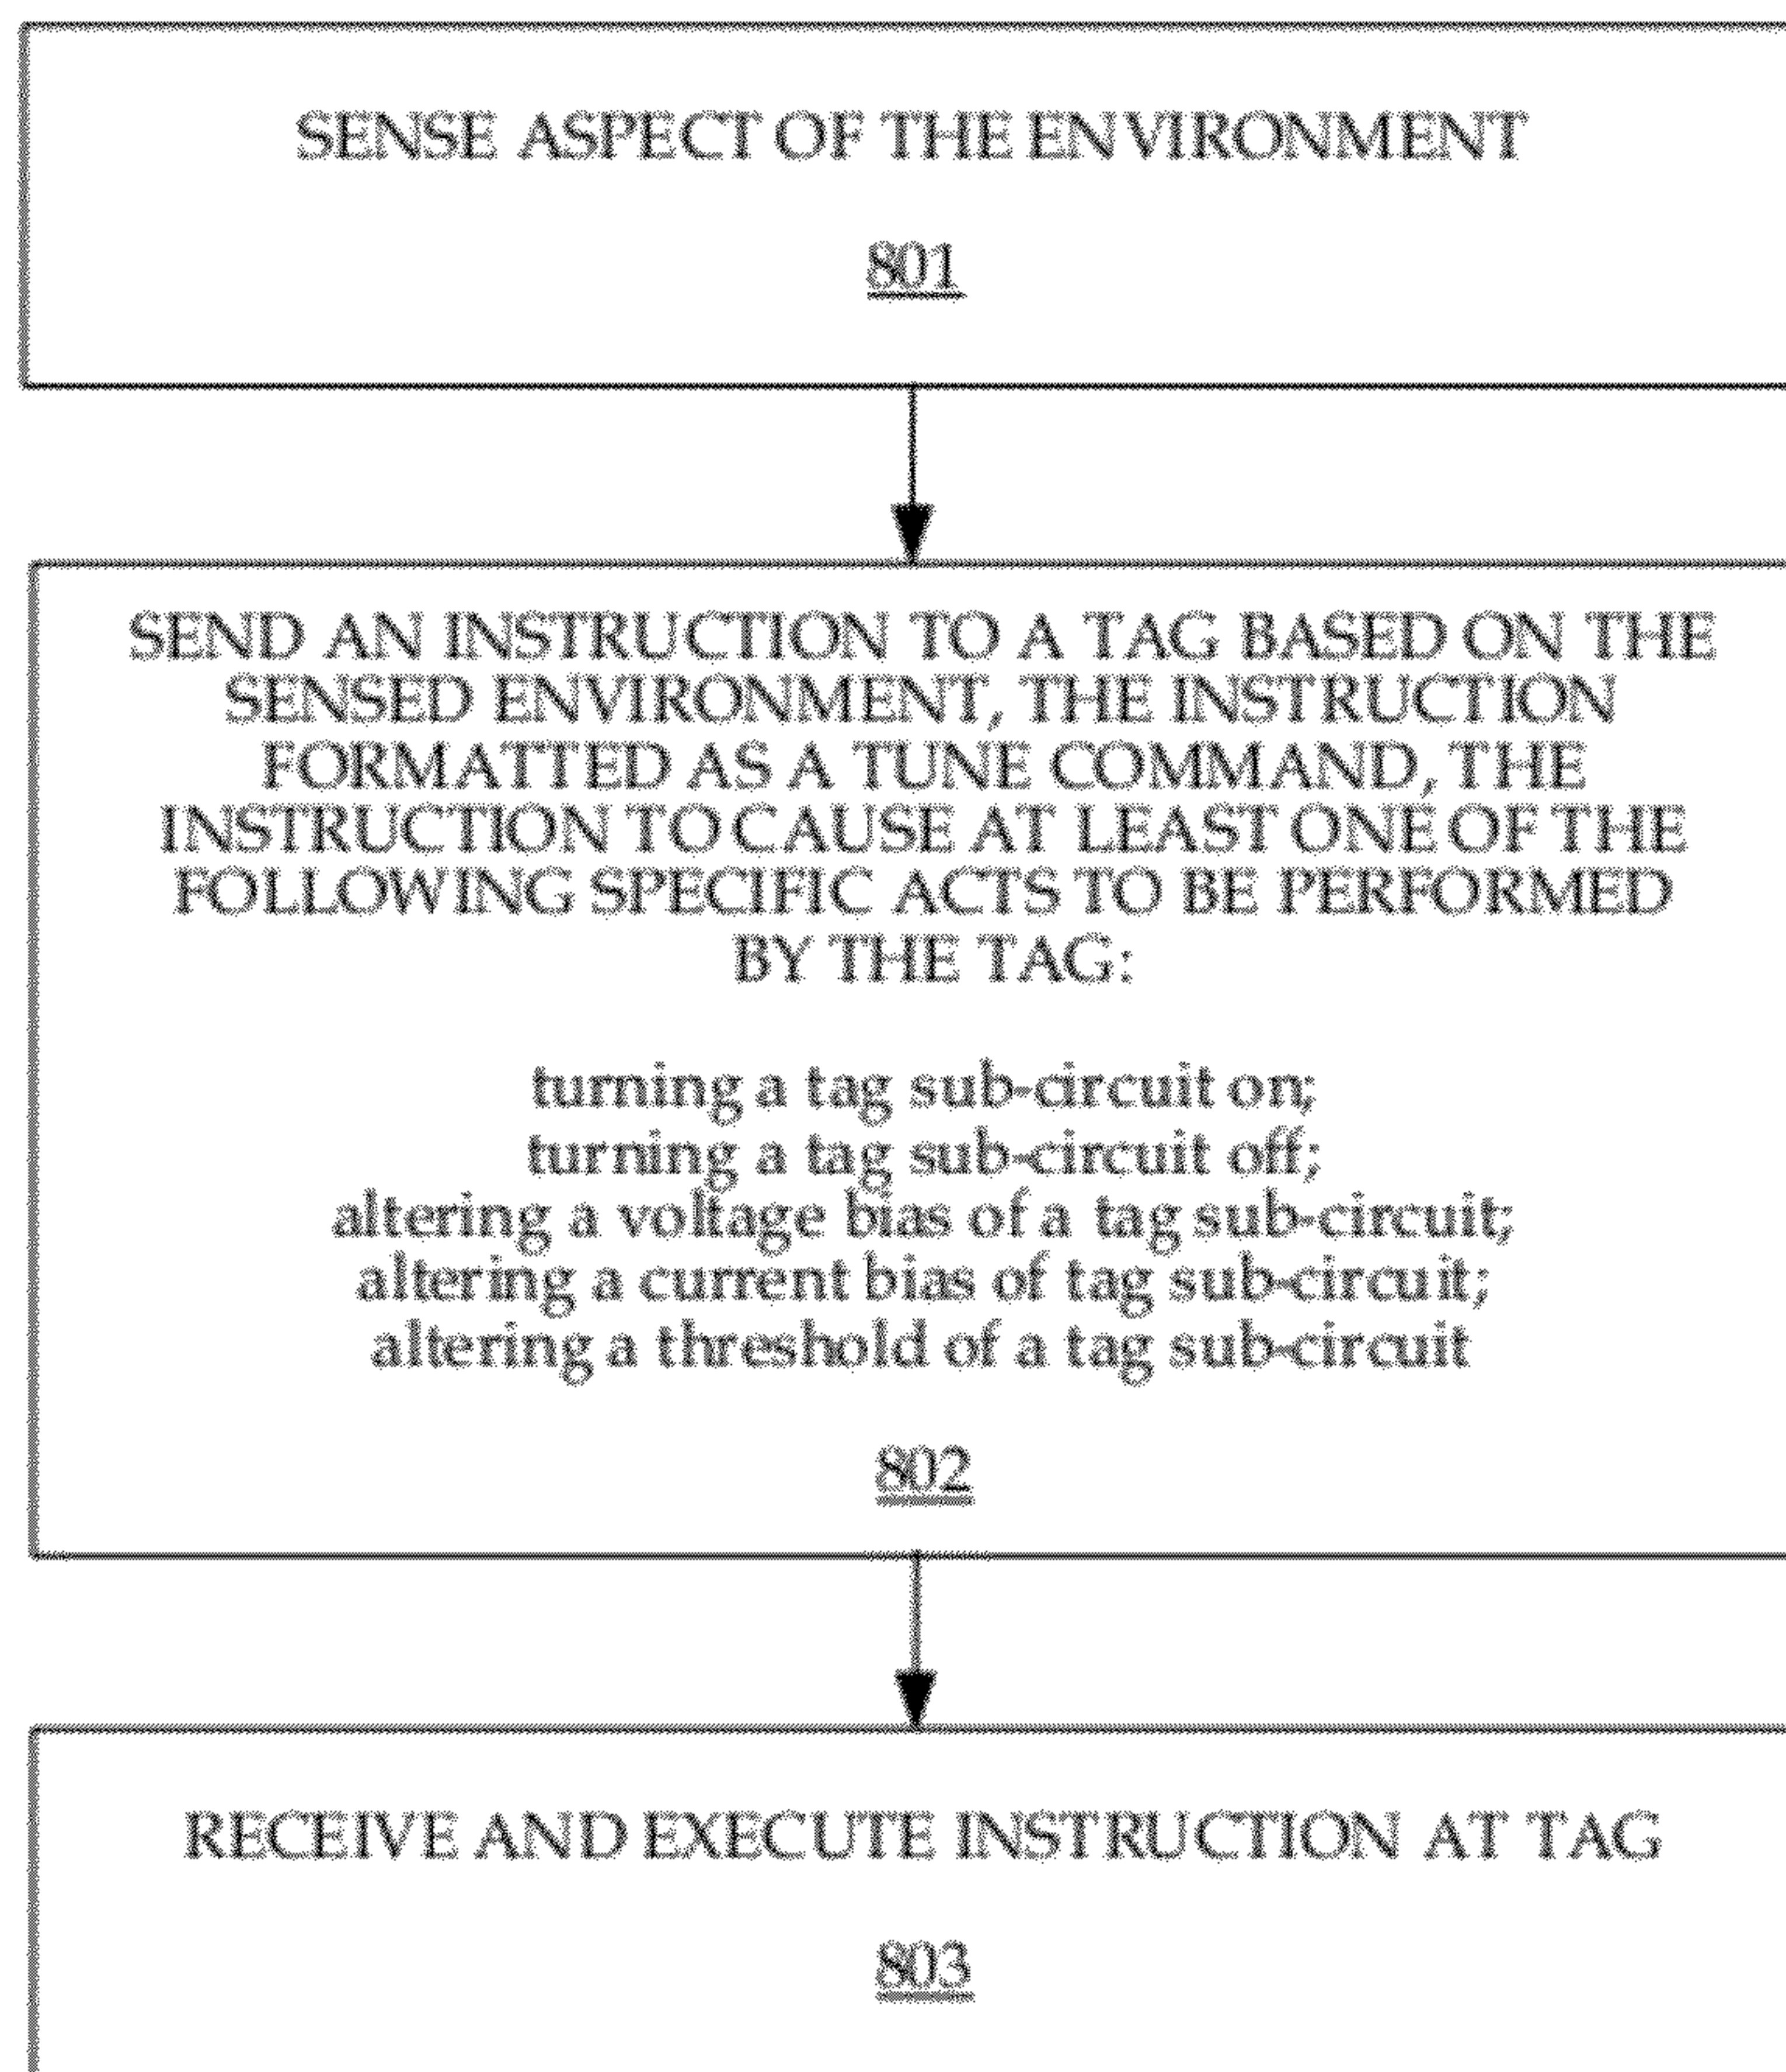 SENSE ASPECT OF THE ENVIRONMENT
801
SEND AN INSTRUCTION TO A TAG BASED ON THE
SENSED ENVIRONMENT, THE INSTRUCTION
FORMATTED AS A TUNE COMMAND, THE
INSTRUCTION TO CAUSE AT LEAST ONE OF THE
FOLLOWING SPECIFIC ACTS TO BE PERFORMED
BY THE TAG:
turning a tag sub-circuit on;
turning a tag sub-circuit off;
altering a voltage bias of a tag sub-circuit;
altering a current bias of tag sub-circuit;
altering a threshold of a tag sub-circuit
802
RECEIVE AND EXECUTE INSTRUCTION AT TAG
803